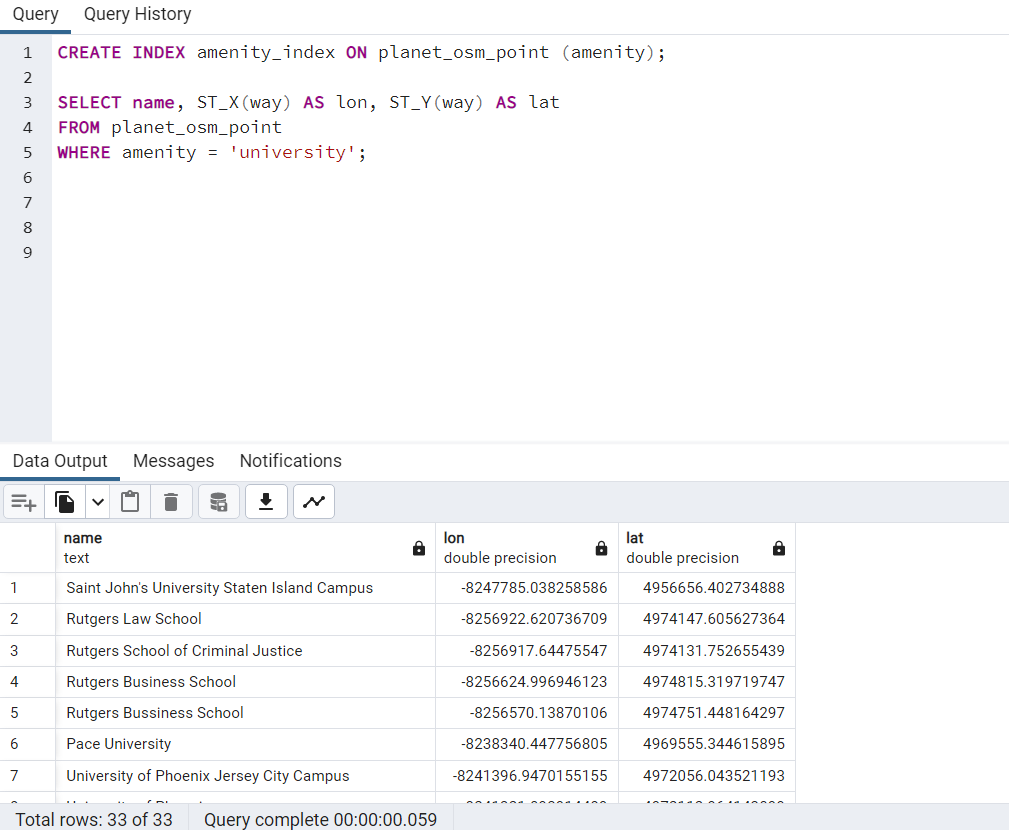 Query Query History
1 CREATE INDEX amenity_index ON planet_osm_point (amenity);
2
3 SELECT name, ST_X(way) AS lon, ST_Y(way) AS lat
4 FROM planet_osm_point
5 WHERE amenity = 'university';
6
7
8
9
Data Output Messages Notifications
name lon lat
text double precision double precision
1 Saint John's University Staten Island Campus -8247785.038258586 4956656.402734888
2 Rutgers Law School -8256922.620736709 4974147.605627364
3 Rutgers School of Criminal Justice -8256917.64475547 4974131.752655439
4 Rutgers Business School -8256624.996946123 4974815.319719747
5 Rutgers Bussiness School -8256570.13870106 4974751.448164297
6 Pace University -8238340.447756805 4969555.344615895
7 University of Phoenix Jersey City Campus -8241396.9470155155 4972056.043521193
Total rows: 33 of 33 Query complete 00:00:00.059